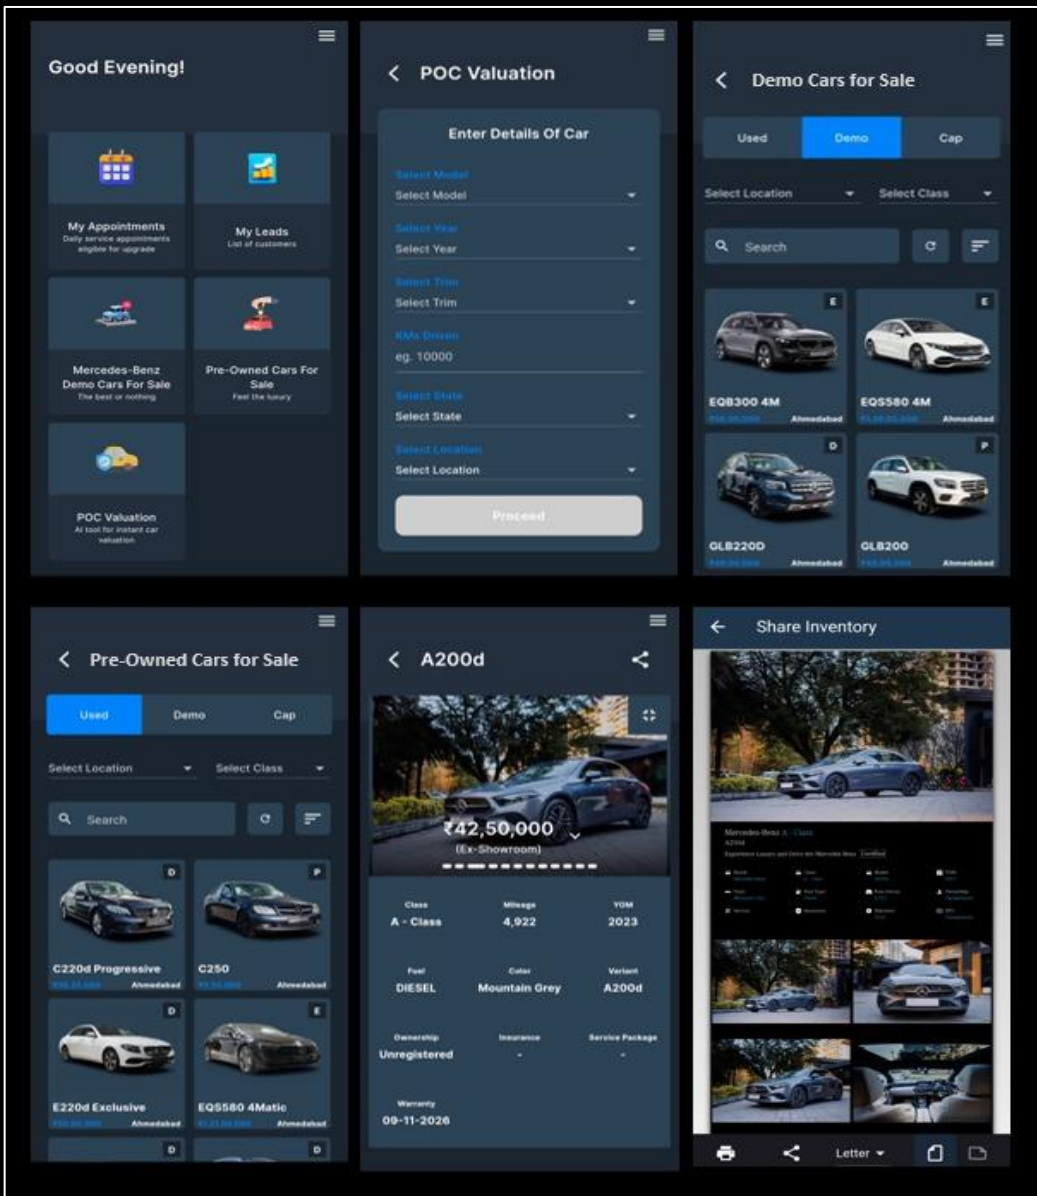 Good Evening!
My Appointments
Daily service appointments
eligible for upgrade
My Leads
List of customers
Mercedes-Benz
Demo Cars For Sale
The best or nothing
Pre-Owned Cars For
Sale
Feel the luxury
POC Valuation
AI tool for instant car
valuation
POC Valuation
Enter Details Of Car
Select Model
Select Model
Select Year
Select Year
Select Trim
Select Trim
KMs Driven
eg. 10000
Select State
Select State
Select Location
Select Location
Proceed
Demo Cars for Sale
Used Demo Cap
Select Location Select Class
Search
E
EQB300 4M
Ahmedabad
E
EQS580 4M
Ahmedabad
D
GLB220D
Ahmedabad
P
GLB200
Ahmedabad
Pre-Owned Cars for Sale
Used Demo Cap
Select Location Select Class
Search
D
C220d Progressive
Ahmedabad
P
C250
Ahmedabad
D
E220d Exclusive
Ahmedabad
E
EQS580 4Matic
Ahmedabad
D
D
A200d
₹42,50,000
(Ex-Showroom)
Class Mileage YOM
A - Class 4,922 2023
Fuel Color Variant
DIESEL Mountain Grey A200d
Ownership Insurance Service Package
Unregistered - -
Warranty
09-11-2026
Share Inventory
Mercedes-Benz A - Class
A200d
Experience Luxury and Drive the Mercedes-Benz Certified
Letter